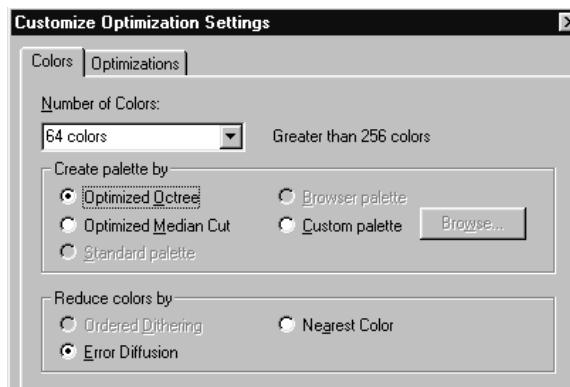 Customize Optimization Settings
Colors Optimizations
Number of Colors:
64 colors Greater than 256 colors
Create palette by
Optimized Octree Browser palette
Optimized Median Cut Custom palette Browse...
Standard palette
Reduce colors by
Ordered Dithering Nearest Color
Error Diffusion